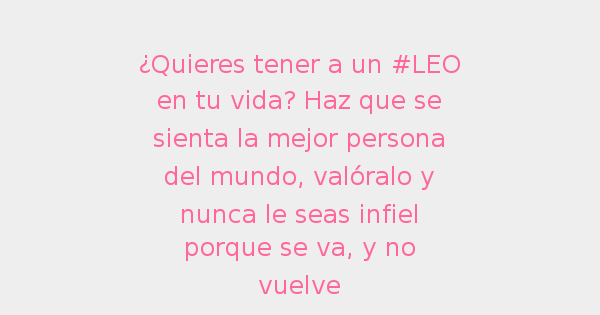 ¿Quieres tener a un #LEO
en tu vida? Haz que se
sienta la mejor persona
del mundo, valóralo y
nunca le seas infiel
porque se va, y no
vuelve